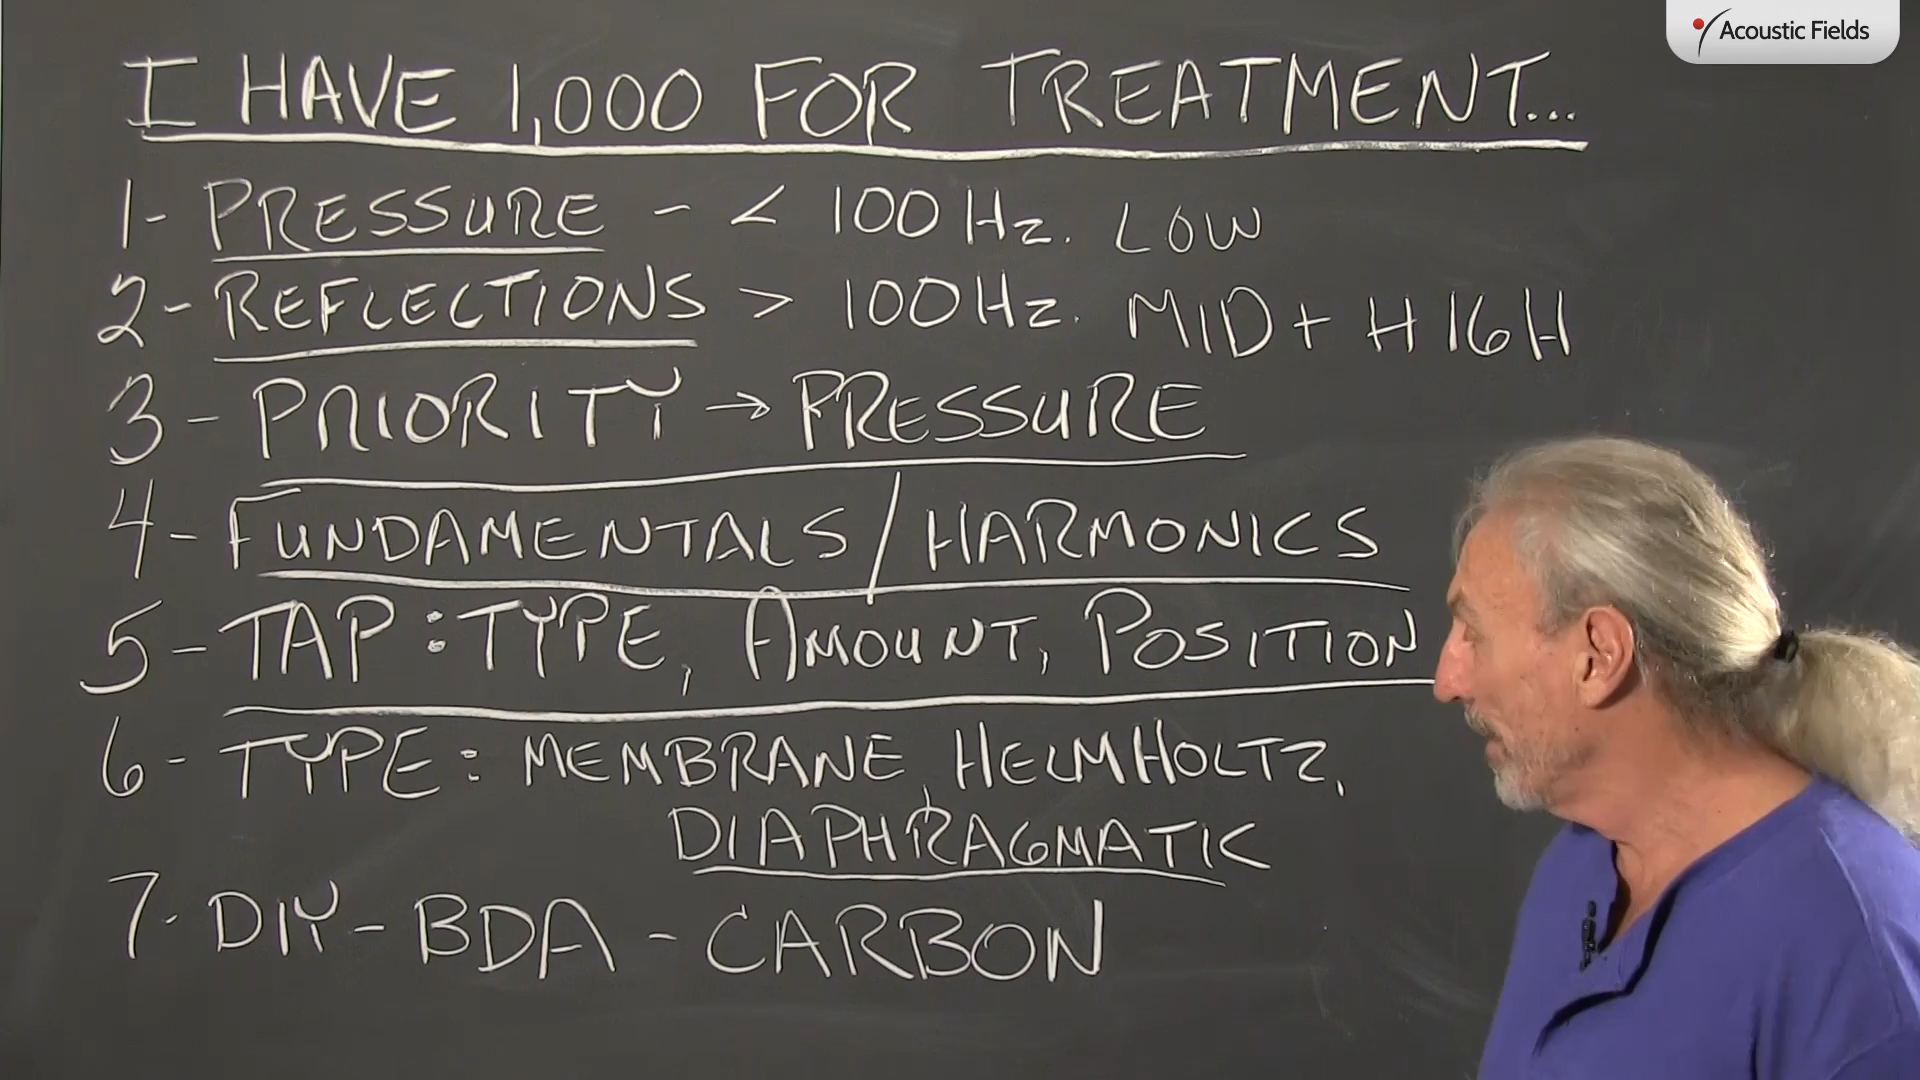 Acoustic Fields
I HAVE 1,000 FOR TREATMENT...
1- PRESSURE - < 100 Hz. LOW
2- REFLECTIONS > 100 Hz. MID + HIGH
3- PRIORITY → PRESSURE
4- FUNDAMENTALS / HARMONICS
5- TAP: TYPE, AMOUNT, POSITION
6- TYPE: MEMBRANE, HELMHOLTZ,
DIAPHRAGMATIC
7- DIY - BDA - CARBON